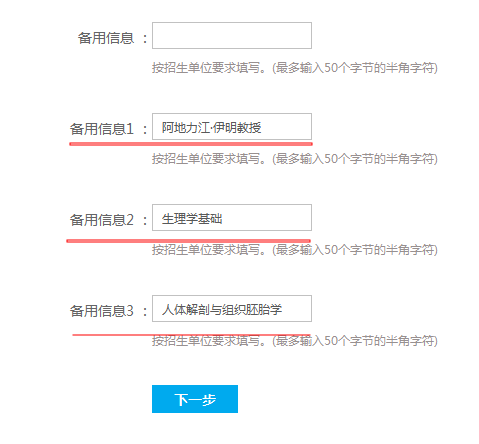 备用信息 ：
按招生单位要求填写。(最多输入50个字节的半角字符)
备用信息1 ： 阿地力江·伊明教授
按招生单位要求填写。(最多输入50个字节的半角字符)
备用信息2 ： 生理学基础
按招生单位要求填写。(最多输入50个字节的半角字符)
备用信息3 ： 人体解剖与组织胚胎学
按招生单位要求填写。(最多输入50个字节的半角字符)
下一步